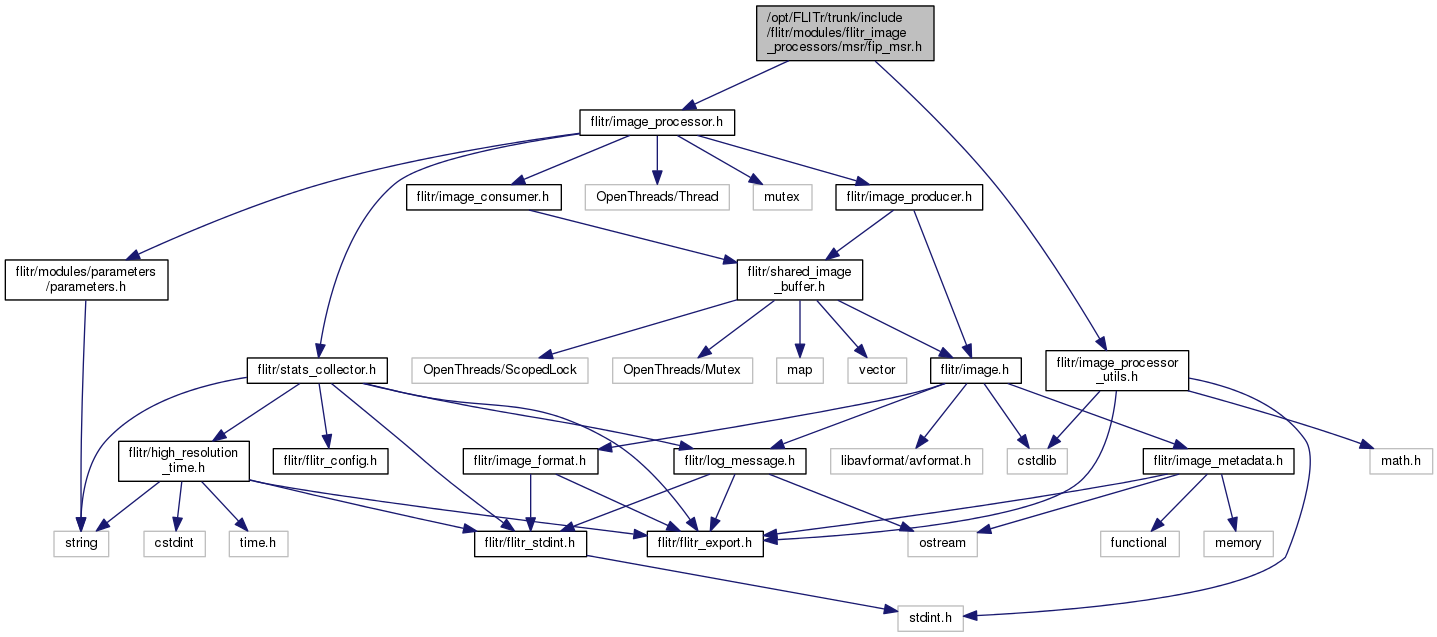 /opt/FLITr/trunk/include
/flitr/modules/flitr_image
_processors/msr/fip_msr.h
flitr/image_processor.h
flitr/image_consumer.h
OpenThreads/Thread
mutex
flitr/image_producer.h
flitr/modules/parameters
/parameters.h
flitr/shared_image
_buffer.h
flitr/stats_collector.h
OpenThreads/ScopedLock
OpenThreads/Mutex
map
vector
flitr/image.h
flitr/image_processor
_utils.h
flitr/high_resolution
_time.h
flitr/flitr_config.h
flitr/image_format.h
flitr/log_message.h
libavformat/avformat.h
cstdlib
flitr/image_metadata.h
math.h
string
cstdint
time.h
flitr/flitr_stdint.h
flitr/flitr_export.h
ostream
functional
memory
stdint.h